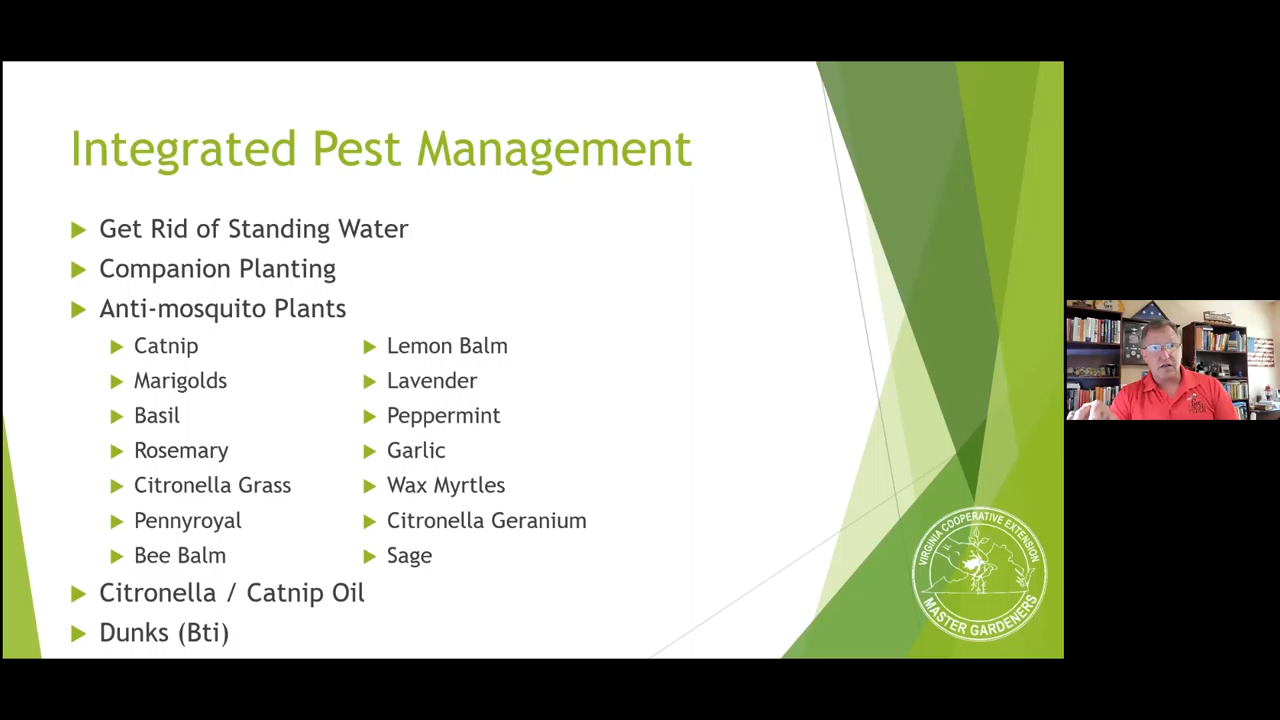 Integrated Pest Management
Get Rid of Standing Water
Companion Planting
Anti-mosquito Plants
Catnip
Marigolds
Basil
Rosemary
Citronella Grass
Pennyroyal
Bee Balm
Lemon Balm
Lavender
Peppermint
Garlic
Wax Myrtles
Citronella Geranium
Sage
Citronella / Catnip Oil
Dunks (Bti)
VIRGINIA COOPERATIVE EXTENSION
MASTER GARDENERS